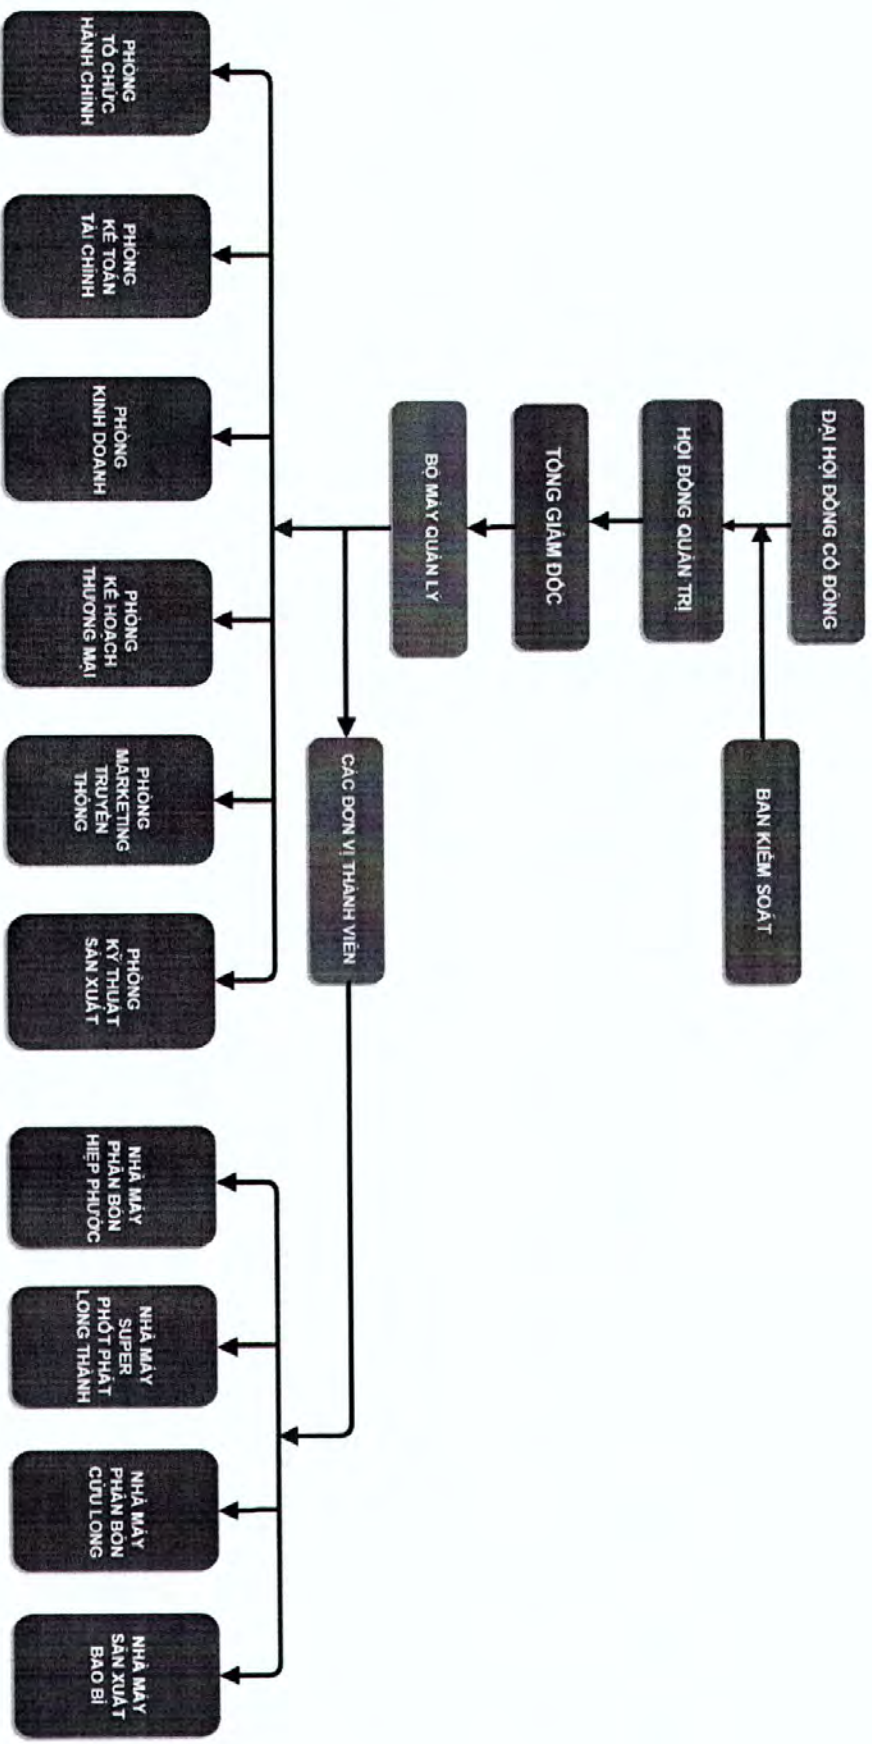 ĐẠI HỘI ĐỒNG CỔ ĐÔNG
BAN KIỂM SOÁT
HỘI ĐỒNG QUẢN TRỊ
TỔNG GIÁM ĐỐC
BỘ MÁY QUẢN LÝ
CÁC ĐƠN VỊ THÀNH VIÊN
PHÒNG
TỔ CHỨC
HÀNH CHÍNH
PHÒNG
KẾ TOÁN
TÀI CHÍNH
PHÒNG
KINH DOANH
PHÒNG
KẾ HOẠCH
THƯƠNG MẠI
PHÒNG
MARKETING
TRUYỀN
THÔNG
PHÒNG
KỸ THUẬT
SẢN XUẤT
NHÀ MÁY
PHÂN BÓN
HIỆP PHƯỚC
NHÀ MÁY
SUPER
PHỐT PHÁT
LONG THÀNH
NHÀ MÁY
PHÂN BÓN
CỬU LONG
NHÀ MÁY
SẢN XUẤT
BAO BÌ